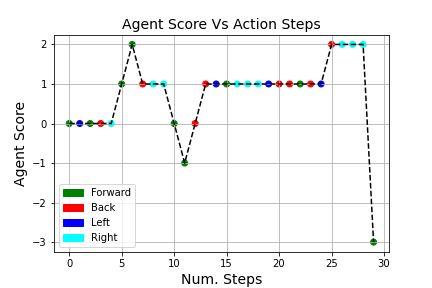 Agent Score Vs Action Steps
Agent Score
2
1
0
−1
−2
−3
Forward
Back
Left
Right
0 5 10 15 20 25 30
Num. Steps